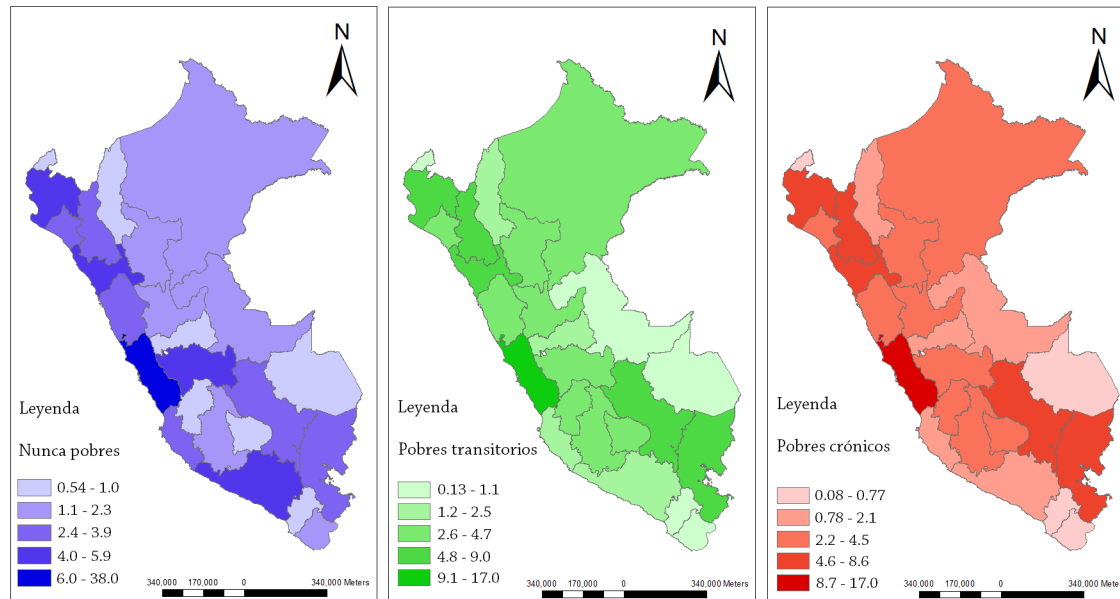 N
Leyenda
Nunca pobres
0.54 - 1.0
1.1 - 2.3
2.4 - 3.9
4.0 - 5.9
6.0 - 38.0
340,000 170,000 0 340,000 Meters
N
Leyenda
Pobres transitorios
0.13 - 1.1
1.2 - 2.5
2.6 - 4.7
4.8 - 9.0
9.1 - 17.0
340,000 170,000 0 340,000 Meters
N
Leyenda
Pobres crónicos
0.08 - 0.77
0.78 - 2.1
2.2 - 4.5
4.6 - 8.6
8.7 - 17.0
340,000 170,000 0 340,000 Meters